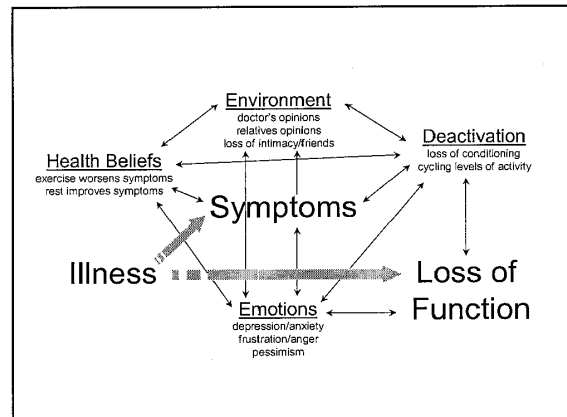 Environment
doctor's opinions
relatives opinions
loss of intimacy/friends
Deactivation
loss of conditioning
cycling levels of activity
Health Beliefs
exercise worsens symptoms
rest improves symptoms
Symptoms
Illness
Loss of
Function
Emotions
depression/anxiety
frustration/anger
pessimism